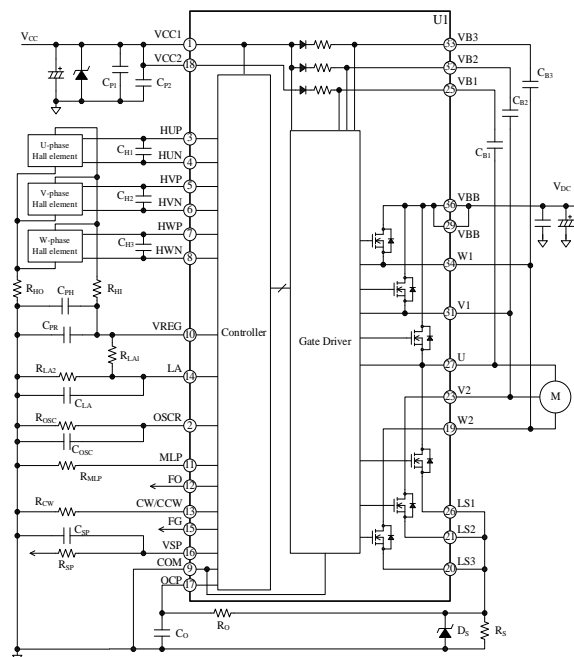 U1
VCC
VCC1
1
VCC2
18
CP1
CP2
VB3
33
VB2
32
VB1
25
CB3
CB2
CB1
U-phase
Hall element
HUP
3
CH1
HUN
4
V-phase
Hall element
HVP
5
CH2
HVN
6
W-phase
Hall element
HWP
7
CH3
HWN
8
RHO
CPH
RHI
CPR
VREG
10
RLA1
RLA2
LA
14
CLA
ROSC
OSCR
2
COSC
MLP
11
RMLP
FO
12
RCW
CW/CCW
13
FG
15
CSP
VSP
16
RSP
COM
9
OCP
17
Controller
Gate Driver
36
VBB
VDC
29
VBB
34
W1
31
V1
27
U
23
V2
19
W2
M
26
LS1
21
LS2
20
LS3
CO
RO
DS
RS